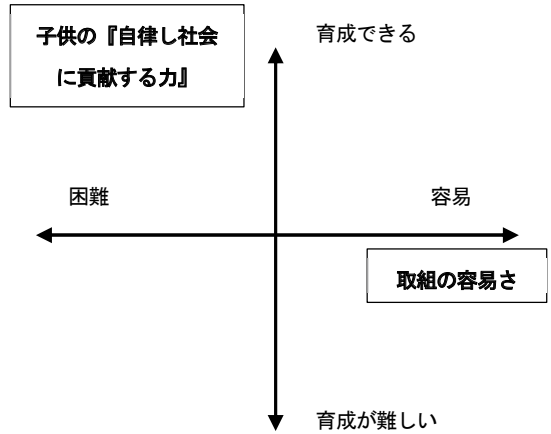 子供の『自律し社会
に貢献する力』
育成できる
困難
容易
取組の容易さ
育成が難しい